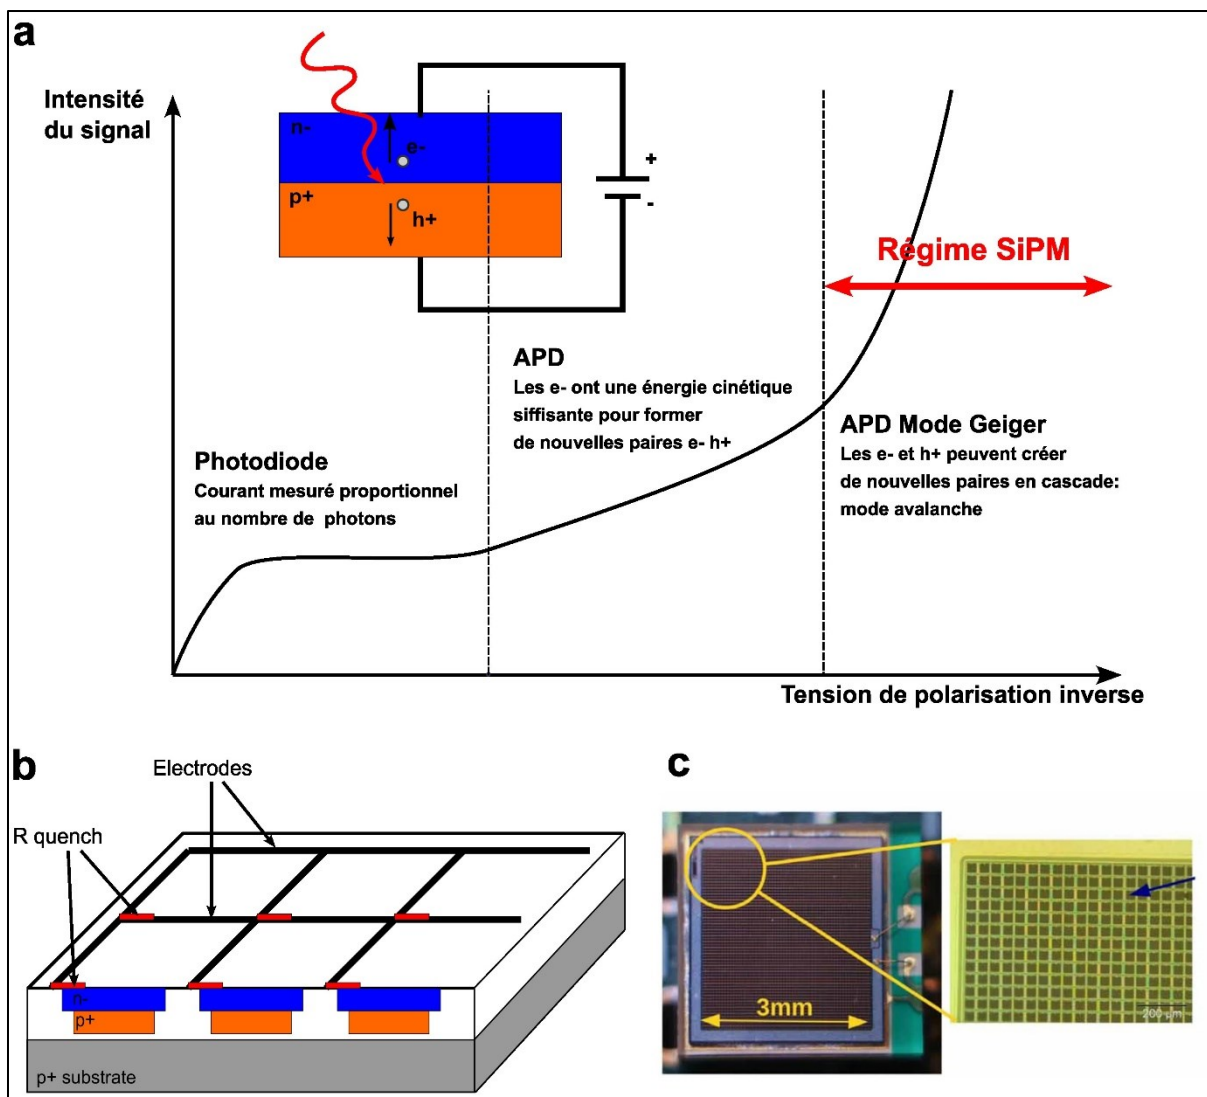 a
Intensité
du signal
n-
e-
p+
h+
+
-
Régime SiPM
APD
Les e- ont une énergie cinétique
siffisante pour former
de nouvelles paires e- h+
APD Mode Geiger
Les e- et h+ peuvent créer
de nouvelles paires en cascade:
mode avalanche
Photodiode
Courant mesuré proportionnel
au nombre de photons
Tension de polarisation inverse
b
Electrodes
R quench
n-
p+
p+ substrate
c
3mm
200 µm